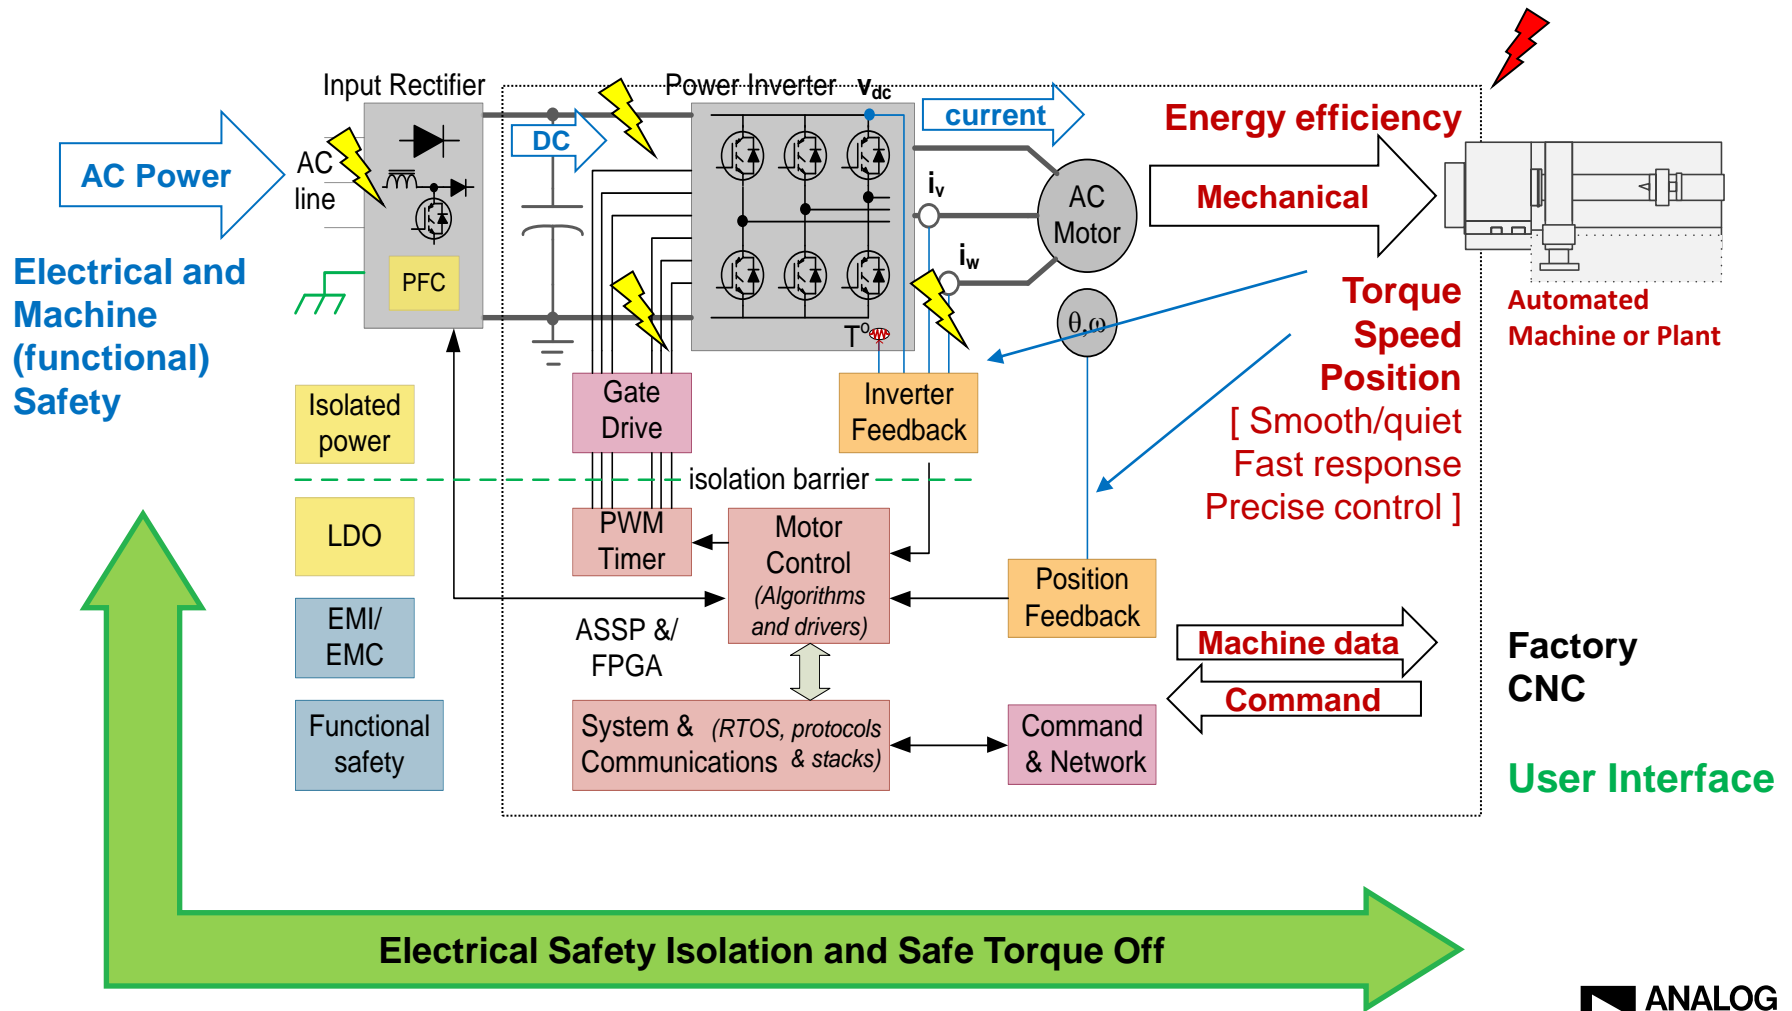 Input Rectifier
Power Inverter
vdc
AC Power
AC
line
DC
current
Energy efficiency
Mechanical
PFC
iv
iw
AC
Motor
T°
θ,ω
Electrical and
Machine
(functional)
Safety
Torque
Speed
Position
[ Smooth/quiet
Fast response
Precise control ]
Automated
Machine or Plant
Isolated
power
Gate
Drive
Inverter
Feedback
isolation barrier
LDO
PWM
Timer
Motor
Control
(Algorithms
and drivers)
Position
Feedback
EMI/
EMC
ASSP &/
FPGA
Machine data
Command
Factory
CNC
Functional
safety
System &
Communications
(RTOS, protocols
& stacks)
Command
& Network
User Interface
Electrical Safety Isolation and Safe Torque Off
ANALOG